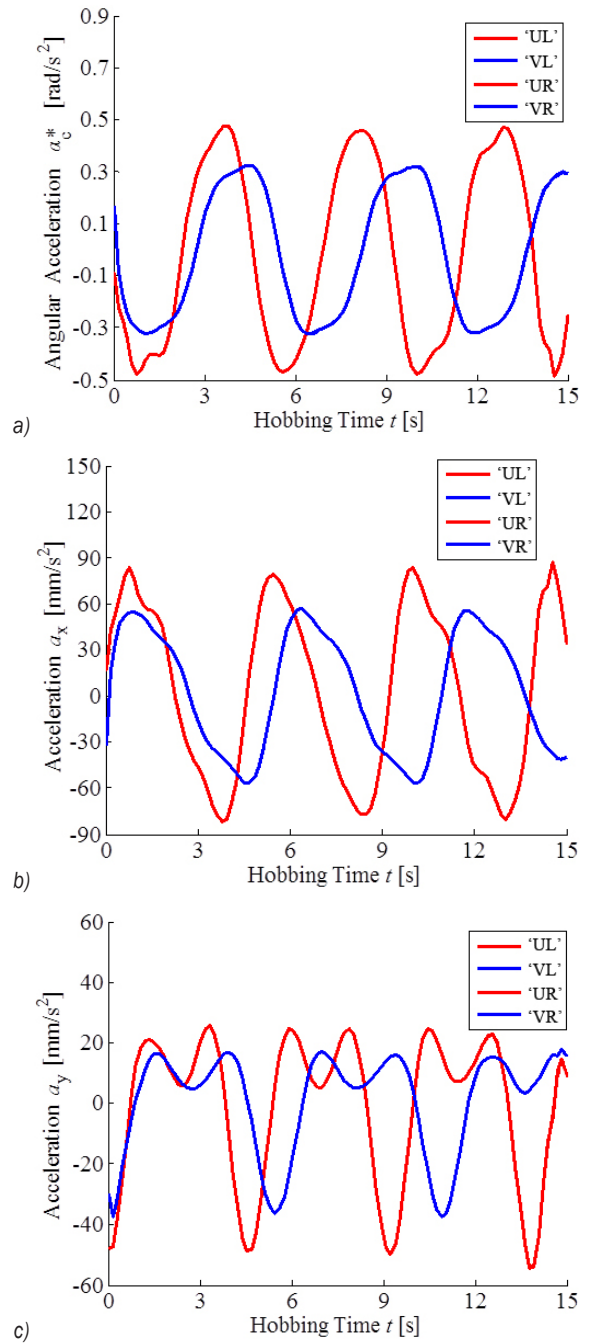 0.9
0.7
0.5
0.3
0.1
-0.1
-0.3
-0.5
Angular Acceleration α_c* [rad/s²]
'UL'
'VL'
'UR'
'VR'
0 3 6 9 12 15
Hobbing Time t [s]
a)
150
120
90
60
30
0
-30
-60
-90
Acceleration a_x [mm/s²]
'UL'
'VL'
'UR'
'VR'
0 3 6 9 12 15
Hobbing Time t [s]
b)
60
40
20
0
-20
-40
-60
Acceleration a_y [mm/s²]
'UL'
'VL'
'UR'
'VR'
0 3 6 9 12 15
Hobbing Time t [s]
c)